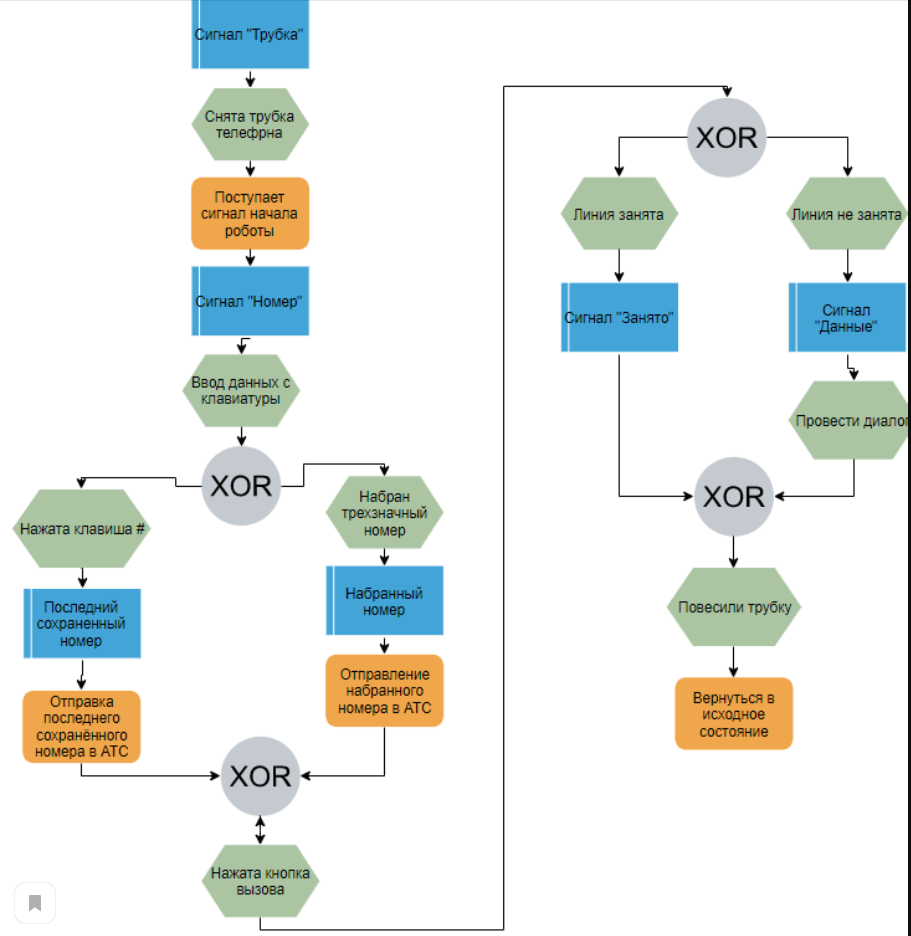 Сигнал "Трубка"
Снята трубка
телефрна
Поступает
сигнал начала
роботы
Сигнал "Номер"
Ввод данных с
клавиатуры
XOR
Нажата клавиша #
Последний
сохраненный
номер
Отправка
последнего
сохранённого
номера в АТС
Набран
трехзначный
номер
Набранный
номер
Отправление
набранного
номера в АТС
XOR
Нажата кнопка
вызова
XOR
Линия занята
Сигнал "Занято"
Линия не занята
Сигнал
"Данные"
Провести диалог
XOR
Повесили трубку
Вернуться в
исходное
состояние